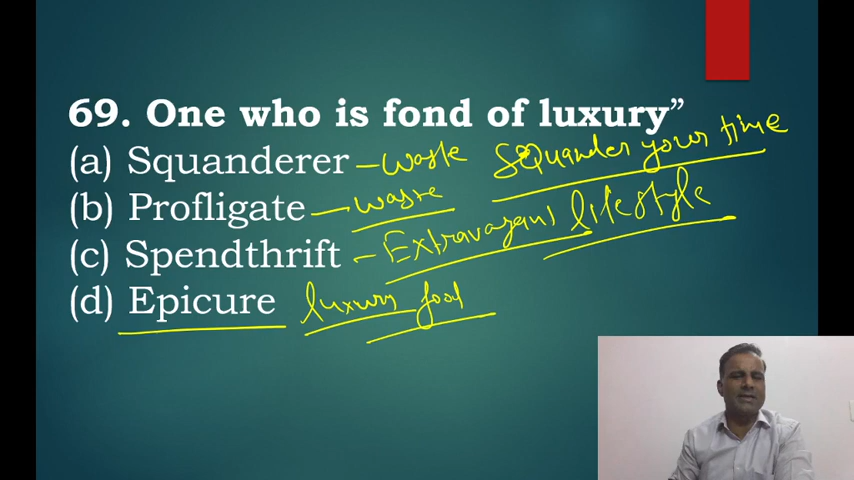 69. One who is fond of luxury”
(a) Squanderer – waste Squander your time
(b) Profligate – waste
(c) Spendthrift – Extravagant lifestyle
(d) Epicure luxury food